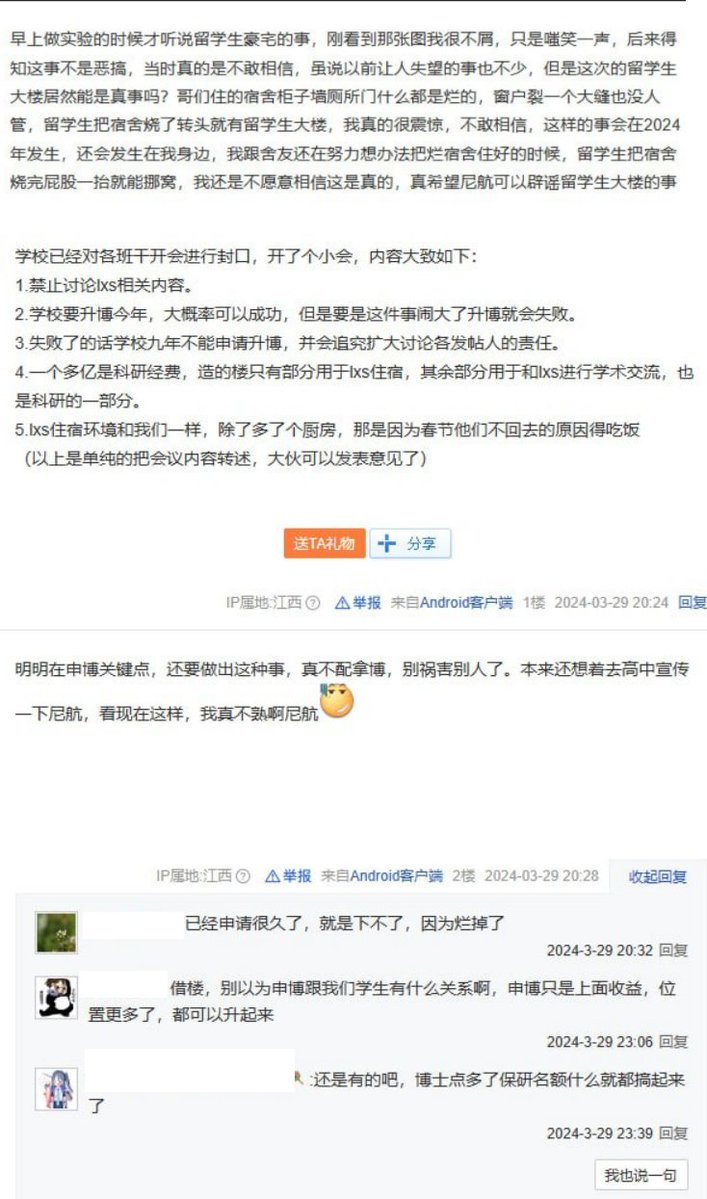 早上做实验的时候才听说留学生豪宅的事，刚看到那张图我很不屑，只是嗤笑一声，后来得
知这事不是恶搞，当时真的是不敢相信，虽说以前让人失望的事也不少，但是这次的留学生
大楼居然能是真事吗？哥们住的宿舍柜子墙厕所门什么都是烂的，窗户裂一个大缝也没人
管，留学生把宿舍烧了转头就有留学生大楼，我真的很震惊，不敢相信，这样的事会在2024
年发生，还会发生在我身边，我跟舍友还在努力想办法把烂宿舍住好的时候，留学生把宿舍
烧完屁股一抬就能挪窝，我还是不愿意相信这是真的，真希望尼航可以辟谣留学生大楼的事
学校已经对各班干开会进行封口，开了个小会，内容大致如下：
1.禁止讨论lxs相关内容。
2.学校要升博今年，大概率可以成功，但是要是这件事闹大了升博就会失败。
3.失败了的话学校九年不能申请升博，并会追究扩大讨论各发帖人的责任。
4.一个多亿是科研经费，造的楼只有部分用于lxs住宿，其余部分用于和lxs进行学术交流，也
是科研的一部分。
5.lxs住宿环境和我们一样，除了多了个厨房，那是因为春节他们不回去的原因得吃饭
（以上是单纯的把会议内容转述，大伙可以发表意见了）
送TA礼物 分享
IP属地:江西 举报 来自Android客户端 1楼 2024-03-29 20:24 回复
明明在申博关键点，还要做出这种事，真不配拿博，别祸害别人了。本来还想着去高中宣传
一下尼航，看现在这样，我真不熟啊尼航
IP属地:江西 举报 来自Android客户端 2楼 2024-03-29 20:28 收起回复
已经申请很久了，就是下不了，因为烂掉了
2024-3-29 20:32 回复
借楼，别以为申博跟我们学生有什么关系啊，申博只是上面收益，位
置更多了，都可以升起来
2024-3-29 23:06 回复
:还是有的吧，博士点多了保研名额什么就都搞起来
了
2024-3-29 23:39 回复
我也说一句